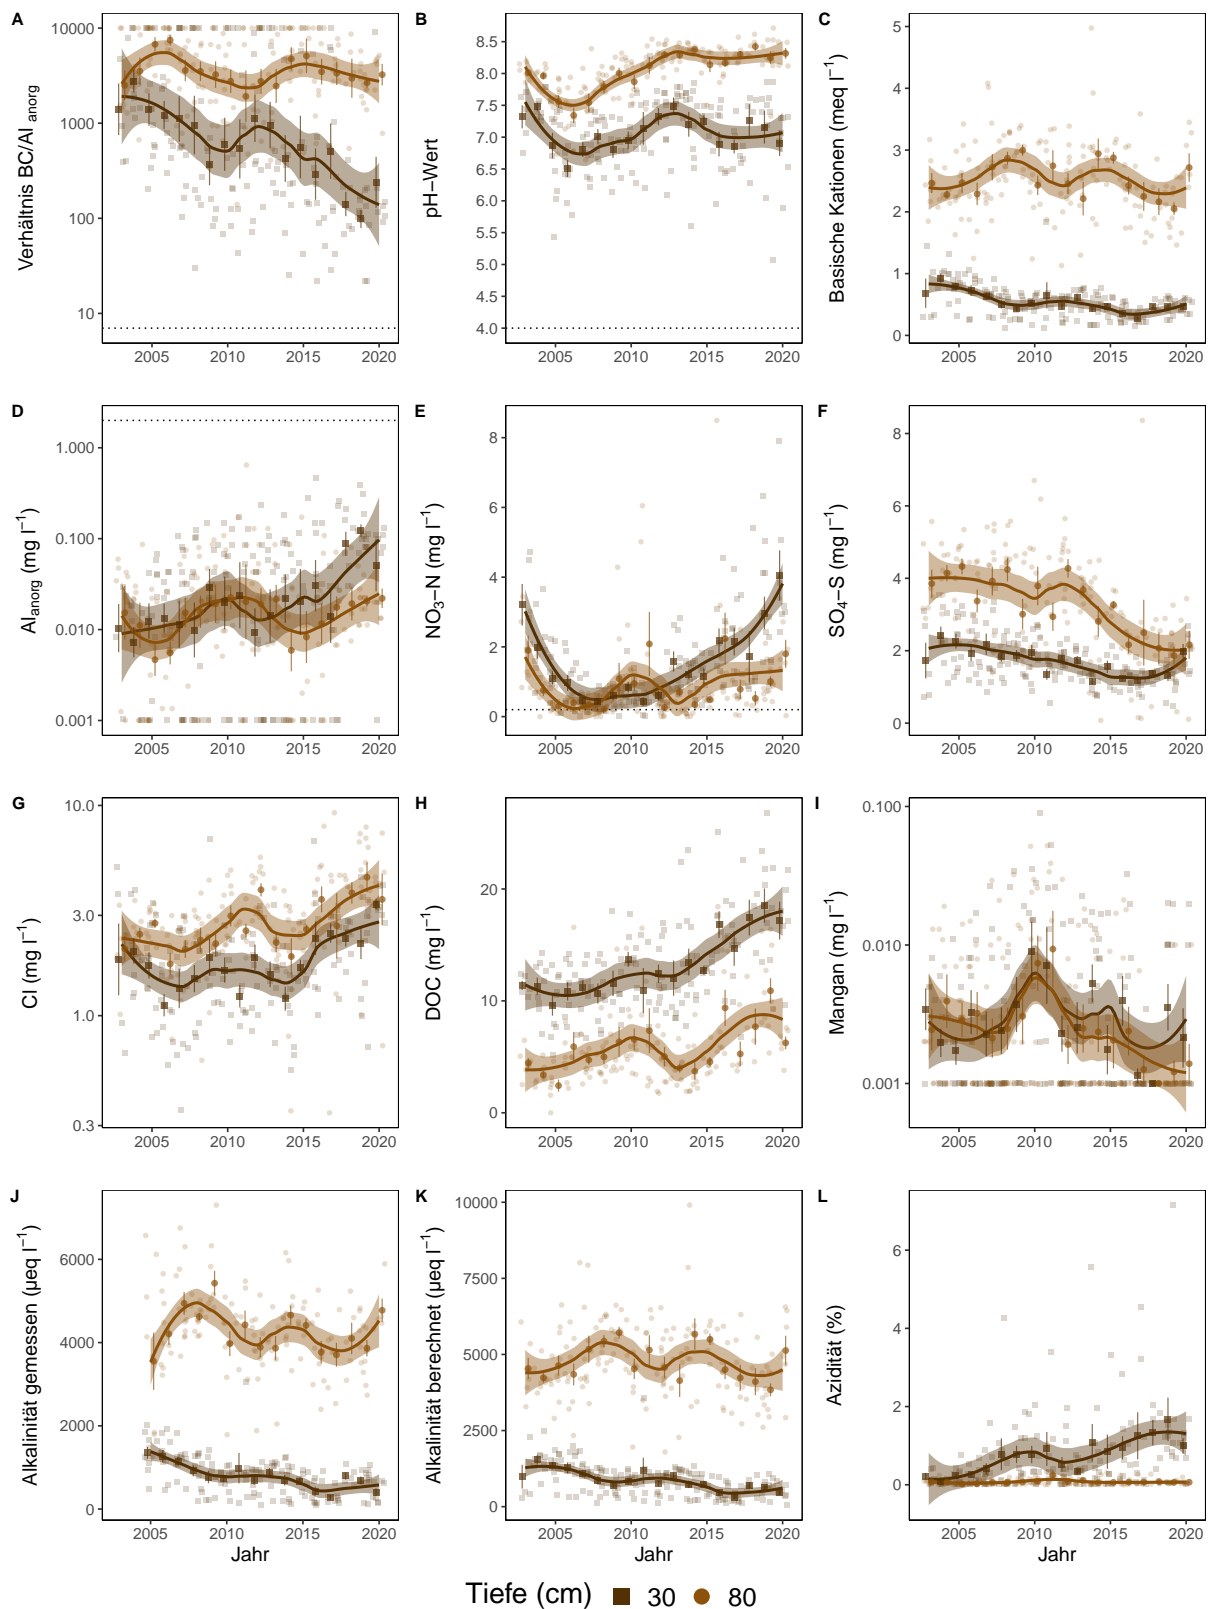 A
Verhältnis BC/Al anorg
10000
1000
100
10
2005 2010 2015 2020
B
pH−Wert
8.5
8.0
7.5
7.0
6.5
6.0
5.5
5.0
4.5
4.0
2005 2010 2015 2020
C
Basische Kationen (meq l⁻¹)
5
4
3
2
1
0
2005 2010 2015 2020
D
Al anorg (mg l⁻¹)
1.000
0.100
0.010
0.001
2005 2010 2015 2020
E
NO₃−N (mg l⁻¹)
8
6
4
2
0
2005 2010 2015 2020
F
SO₄−S (mg l⁻¹)
8
6
4
2
0
2005 2010 2015 2020
G
Cl (mg l⁻¹)
10.0
3.0
1.0
0.3
2005 2010 2015 2020
H
DOC (mg l⁻¹)
20
10
0
2005 2010 2015 2020
I
Mangan (mg l⁻¹)
0.100
0.010
0.001
2005 2010 2015 2020
J
Alkalinität gemessen (µeq l⁻¹)
6000
4000
2000
0
2005 2010 2015 2020
Jahr
K
Alkalinität berechnet (µeq l⁻¹)
10000
7500
5000
2500
0
2005 2010 2015 2020
L
Azidität (%)
6
4
2
0
2005 2010 2015 2020
Jahr
Tiefe (cm) 30 80